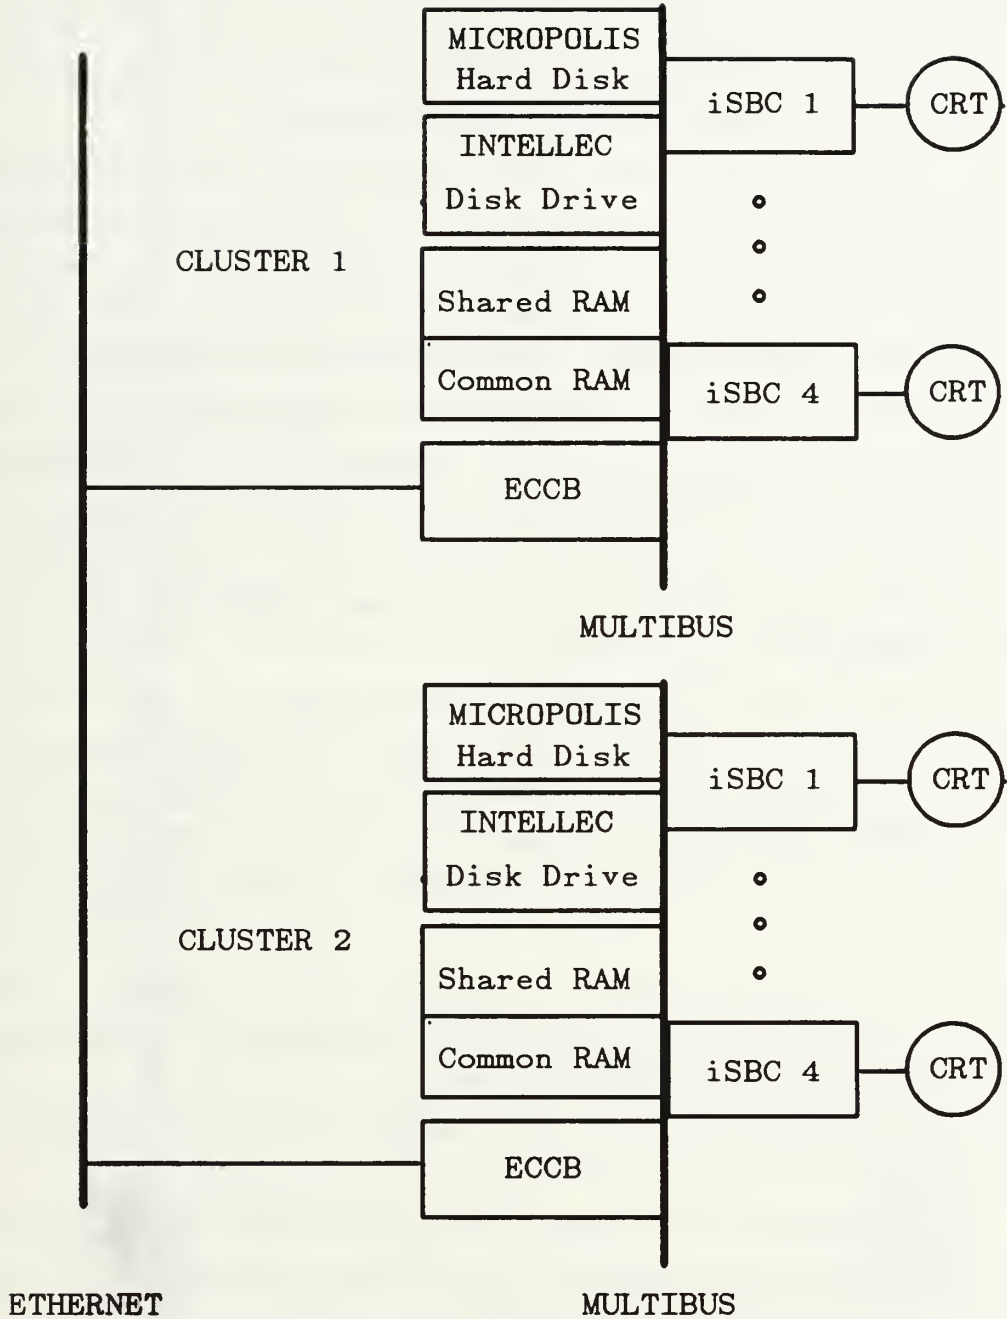 MICROPOLIS
Hard Disk
iSBC 1
CRT
INTELLEC
Disk Drive
CLUSTER 1
Shared RAM
Common RAM
iSBC 4
CRT
ECCB
MULTIBUS
MICROPOLIS
Hard Disk
iSBC 1
CRT
INTELLEC
Disk Drive
CLUSTER 2
Shared RAM
Common RAM
iSBC 4
CRT
ECCB
ETHERNET
MULTIBUS